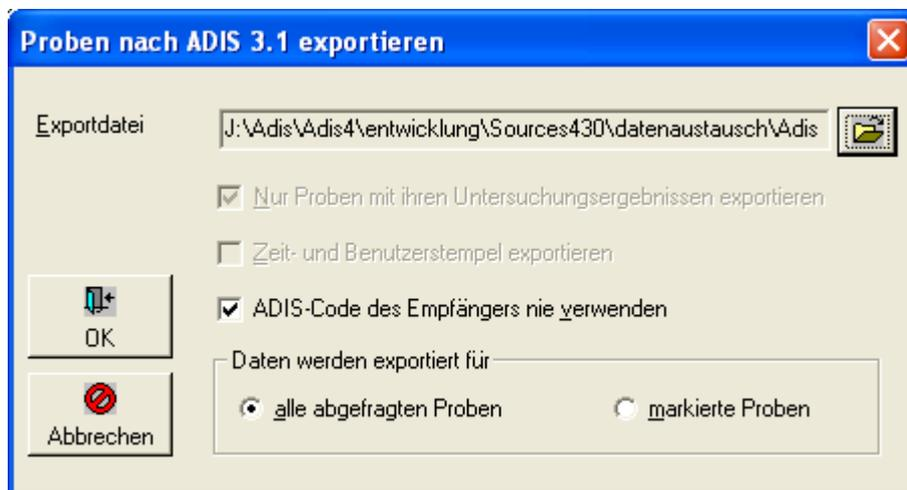 Proben nach ADIS 3.1 exportieren
Exportdatei
J:\Adis\Adis4\entwicklung\Sources430\datenaustausch\Adis
Nur Proben mit ihren Untersuchungsergebnissen exportieren
Zeit- und Benutzerstempel exportieren
ADIS-Code des Empfängers nie verwenden
OK
Daten werden exportiert für
alle abgefragten Proben
markierte Proben
Abbrechen